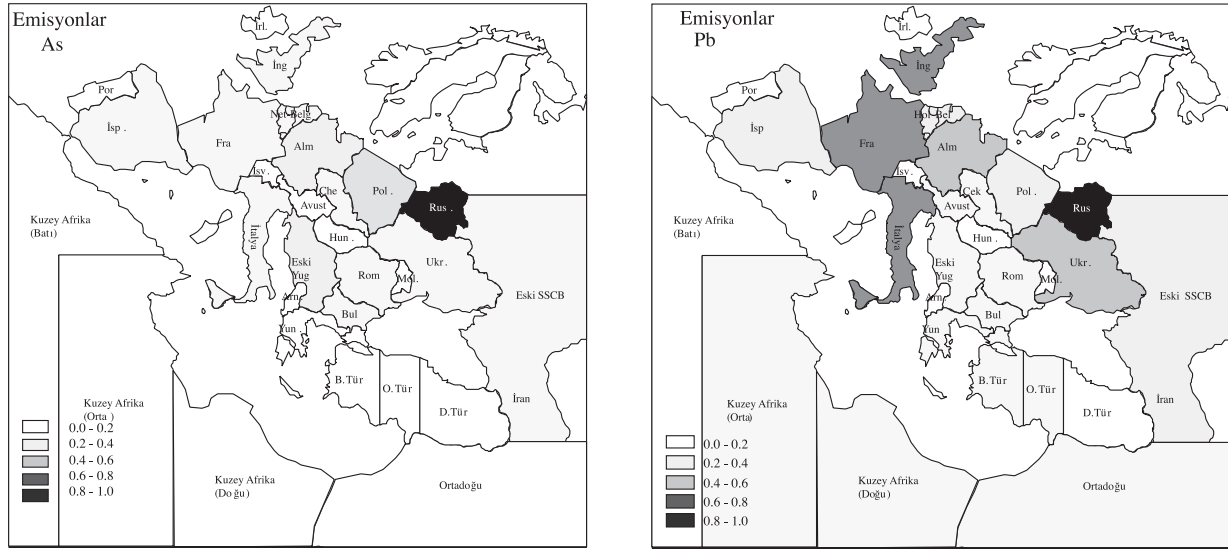 Emisyonlar
As
İrl.
İng
Por
İsp .
Net-Belg
Fra
Alm
Isv .
Che
Pol .
Avust
Rus .
Kuzey Afrika
(Batı)
İtalya
Hun .
Eski
Yug
Rom
Mol.
Ukr .
Arn
Bul
Eski SSCB
Yun .
B.Tür
O.Tür
D.Tür
İran
Kuzey Afrika
(Orta )
0.0 - 0.2
0.2 - 0.4
0.4 - 0.6
0.6 - 0.8
0.8 - 1.0
Kuzey Afrika
(Doğu)
Ortadoğu
Emisyonlar
Pb
İrl.
İng
Por
İsp
Hol-Bel
Fra
Alm
Isv.
Çek
Pol .
Avust
Rus
Kuzey Afrika
(Batı)
İtalya
Hun .
Eski
Yug
Rom
Mol.
Ukr .
Arn
Bul
Eski SSCB
Yun
B.Tür
O.Tür
D.Tür
İran
Kuzey Afrika
(Orta)
0.0 - 0.2
0.2 - 0.4
0.4 - 0.6
0.6 - 0.8
0.8 - 1.0
Kuzey Afrika
(Doğu)
Ortadoğu